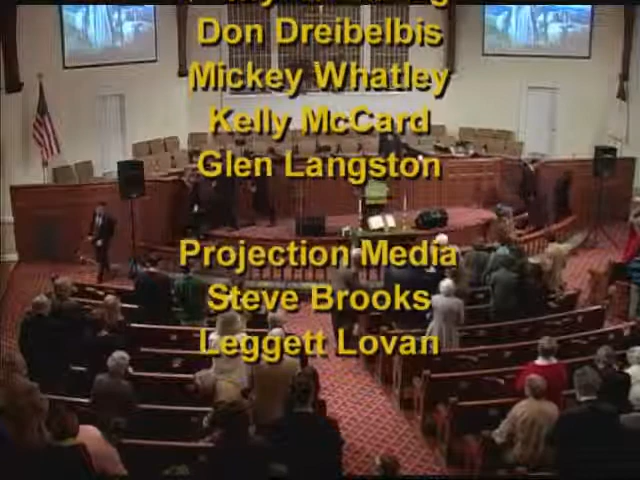 Don Dreibelbis
Mickey Whatley
Kelly McCard
Glen Langston
Projection Media
Steve Brooks
Leggett Lovan